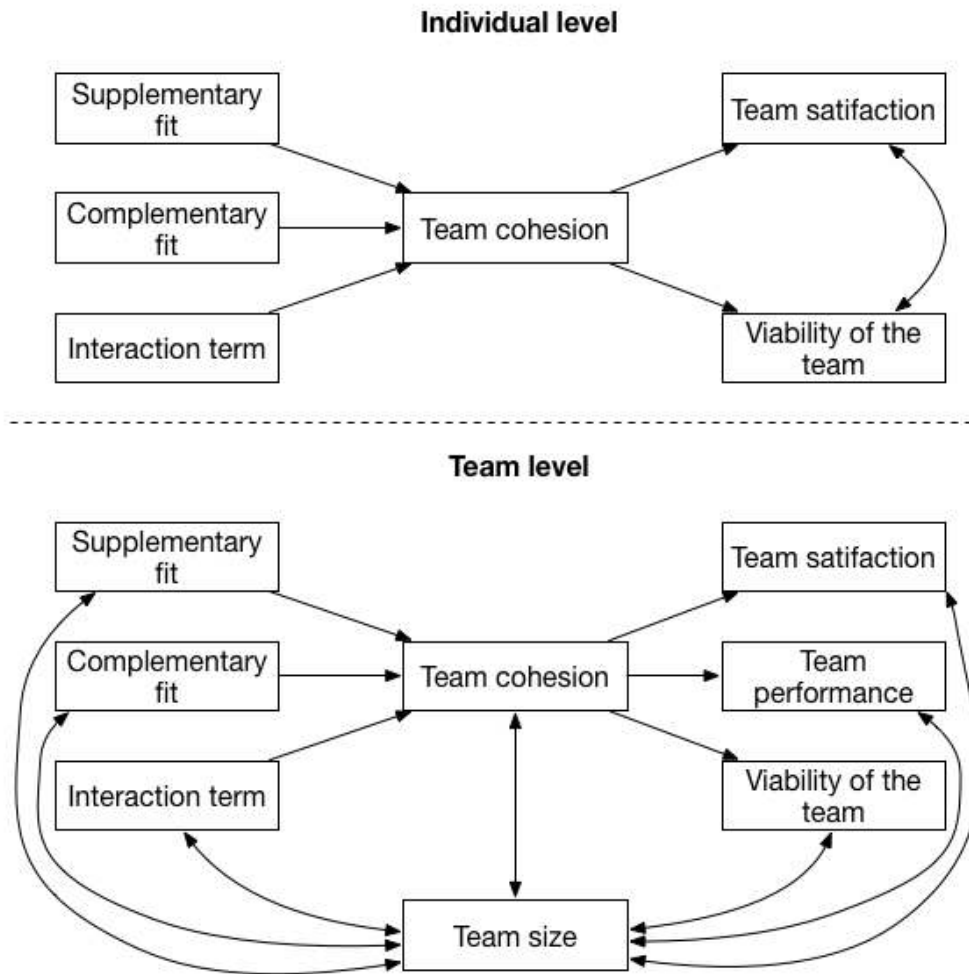 Individual level
Supplementary
fit
Team satifaction
Complementary
fit
Team cohesion
Interaction term
Viability of the
team
Team level
Supplementary
fit
Team satifaction
Complementary
fit
Team cohesion
Team
performance
Interaction term
Viability of the
team
Team size